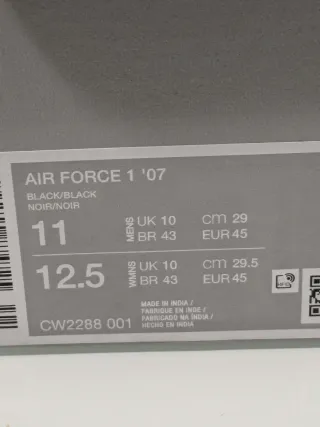 AIR FORCE 1 '07
BLACK/BLACK
NOIR/NOIR
11 MENS UK 10 cm 29
BR 43 EUR 45
12.5 WMNS UK 10 cm 29.5
BR 43 EUR 45
MADE IN INDIA /
FABRIQUE EN INDE /
FABRICADO NA INDIA /
HECHO EN INDIA
CW2288 001